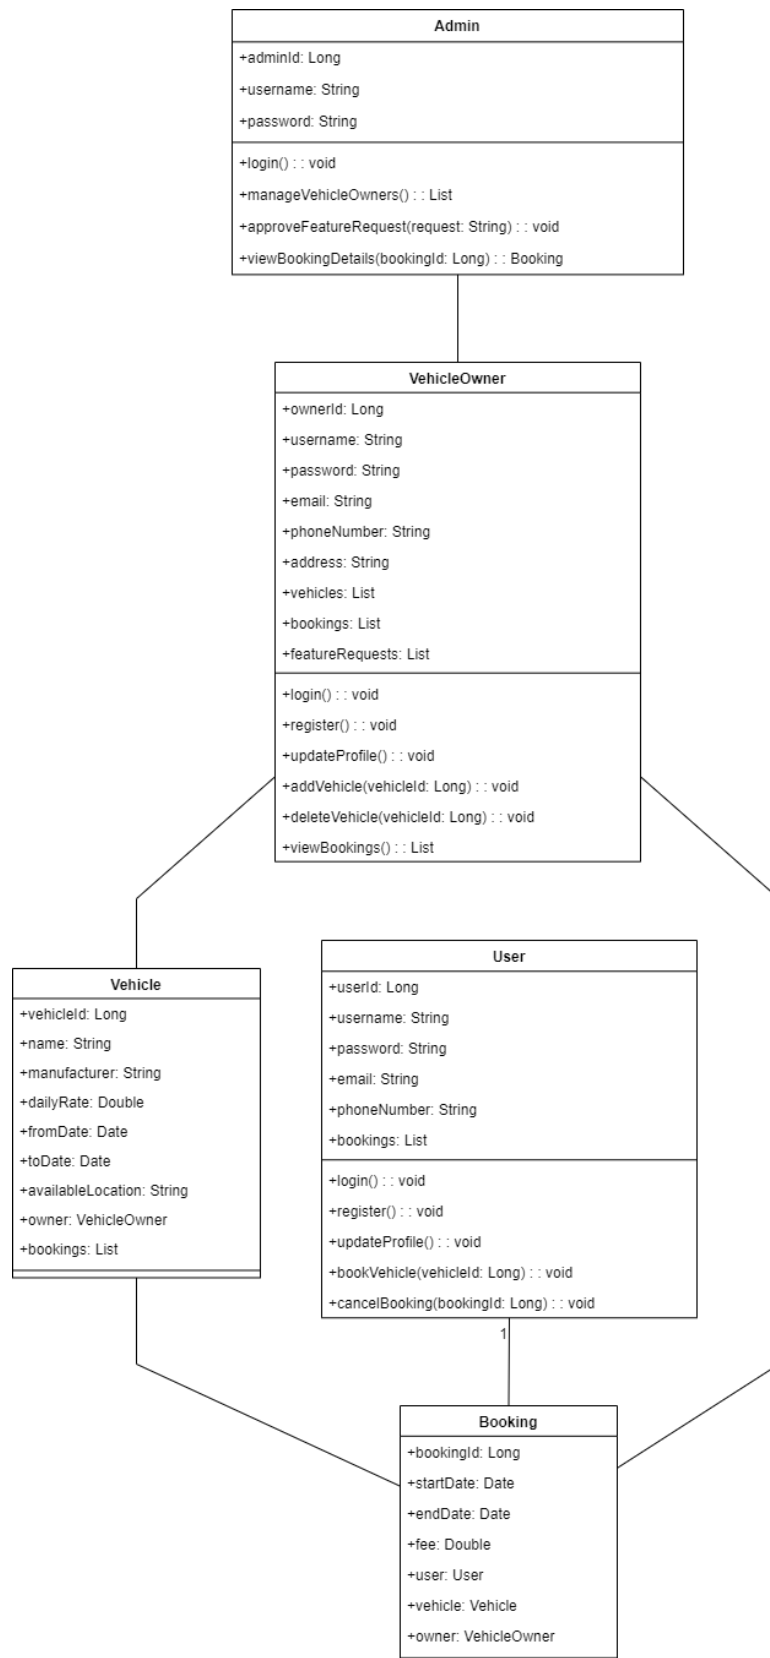 Admin
+adminId: Long
+username: String
+password: String
+login() : : void
+manageVehicleOwners() : : List
+approveFeatureRequest(request: String) : : void
+viewBookingDetails(bookingId: Long) : : Booking
VehicleOwner
+ownerId: Long
+username: String
+password: String
+email: String
+phoneNumber: String
+address: String
+vehicles: List
+bookings: List
+featureRequests: List
+login() : : void
+register() : : void
+updateProfile() : : void
+addVehicle(vehicleId: Long) : : void
+deleteVehicle(vehicleId: Long) : : void
+viewBookings() : : List
Vehicle
+vehicleId: Long
+name: String
+manufacturer: String
+dailyRate: Double
+fromDate: Date
+toDate: Date
+availableLocation: String
+owner: VehicleOwner
+bookings: List
User
+userId: Long
+username: String
+password: String
+email: String
+phoneNumber: String
+bookings: List
+login() : : void
+register() : : void
+updateProfile() : : void
+bookVehicle(vehicleId: Long) : : void
+cancelBooking(bookingId: Long) : : void
1
Booking
+bookingId: Long
+startDate: Date
+endDate: Date
+fee: Double
+user: User
+vehicle: Vehicle
+owner: VehicleOwner